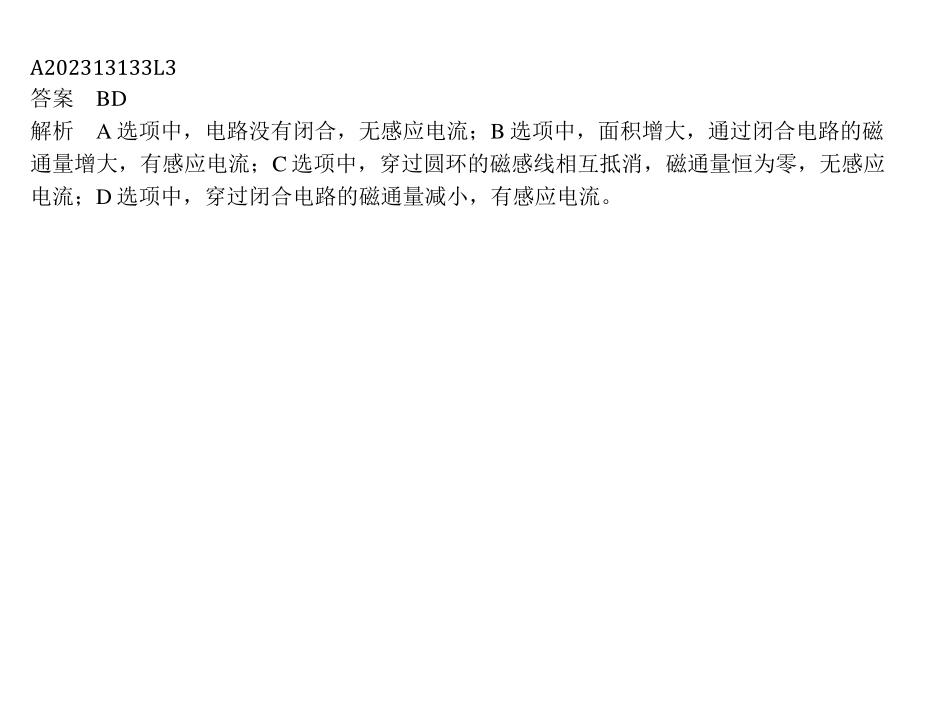 A202313133L3
答案 BD
解析 A 选项中，电路没有闭合，无感应电流；B 选项中，面积增大，通过闭合电路的磁
通量增大，有感应电流；C 选项中，穿过圆环的磁感线相互抵消，磁通量恒为零，无感应
电流；D 选项中，穿过闭合电路的磁通量减小，有感应电流。